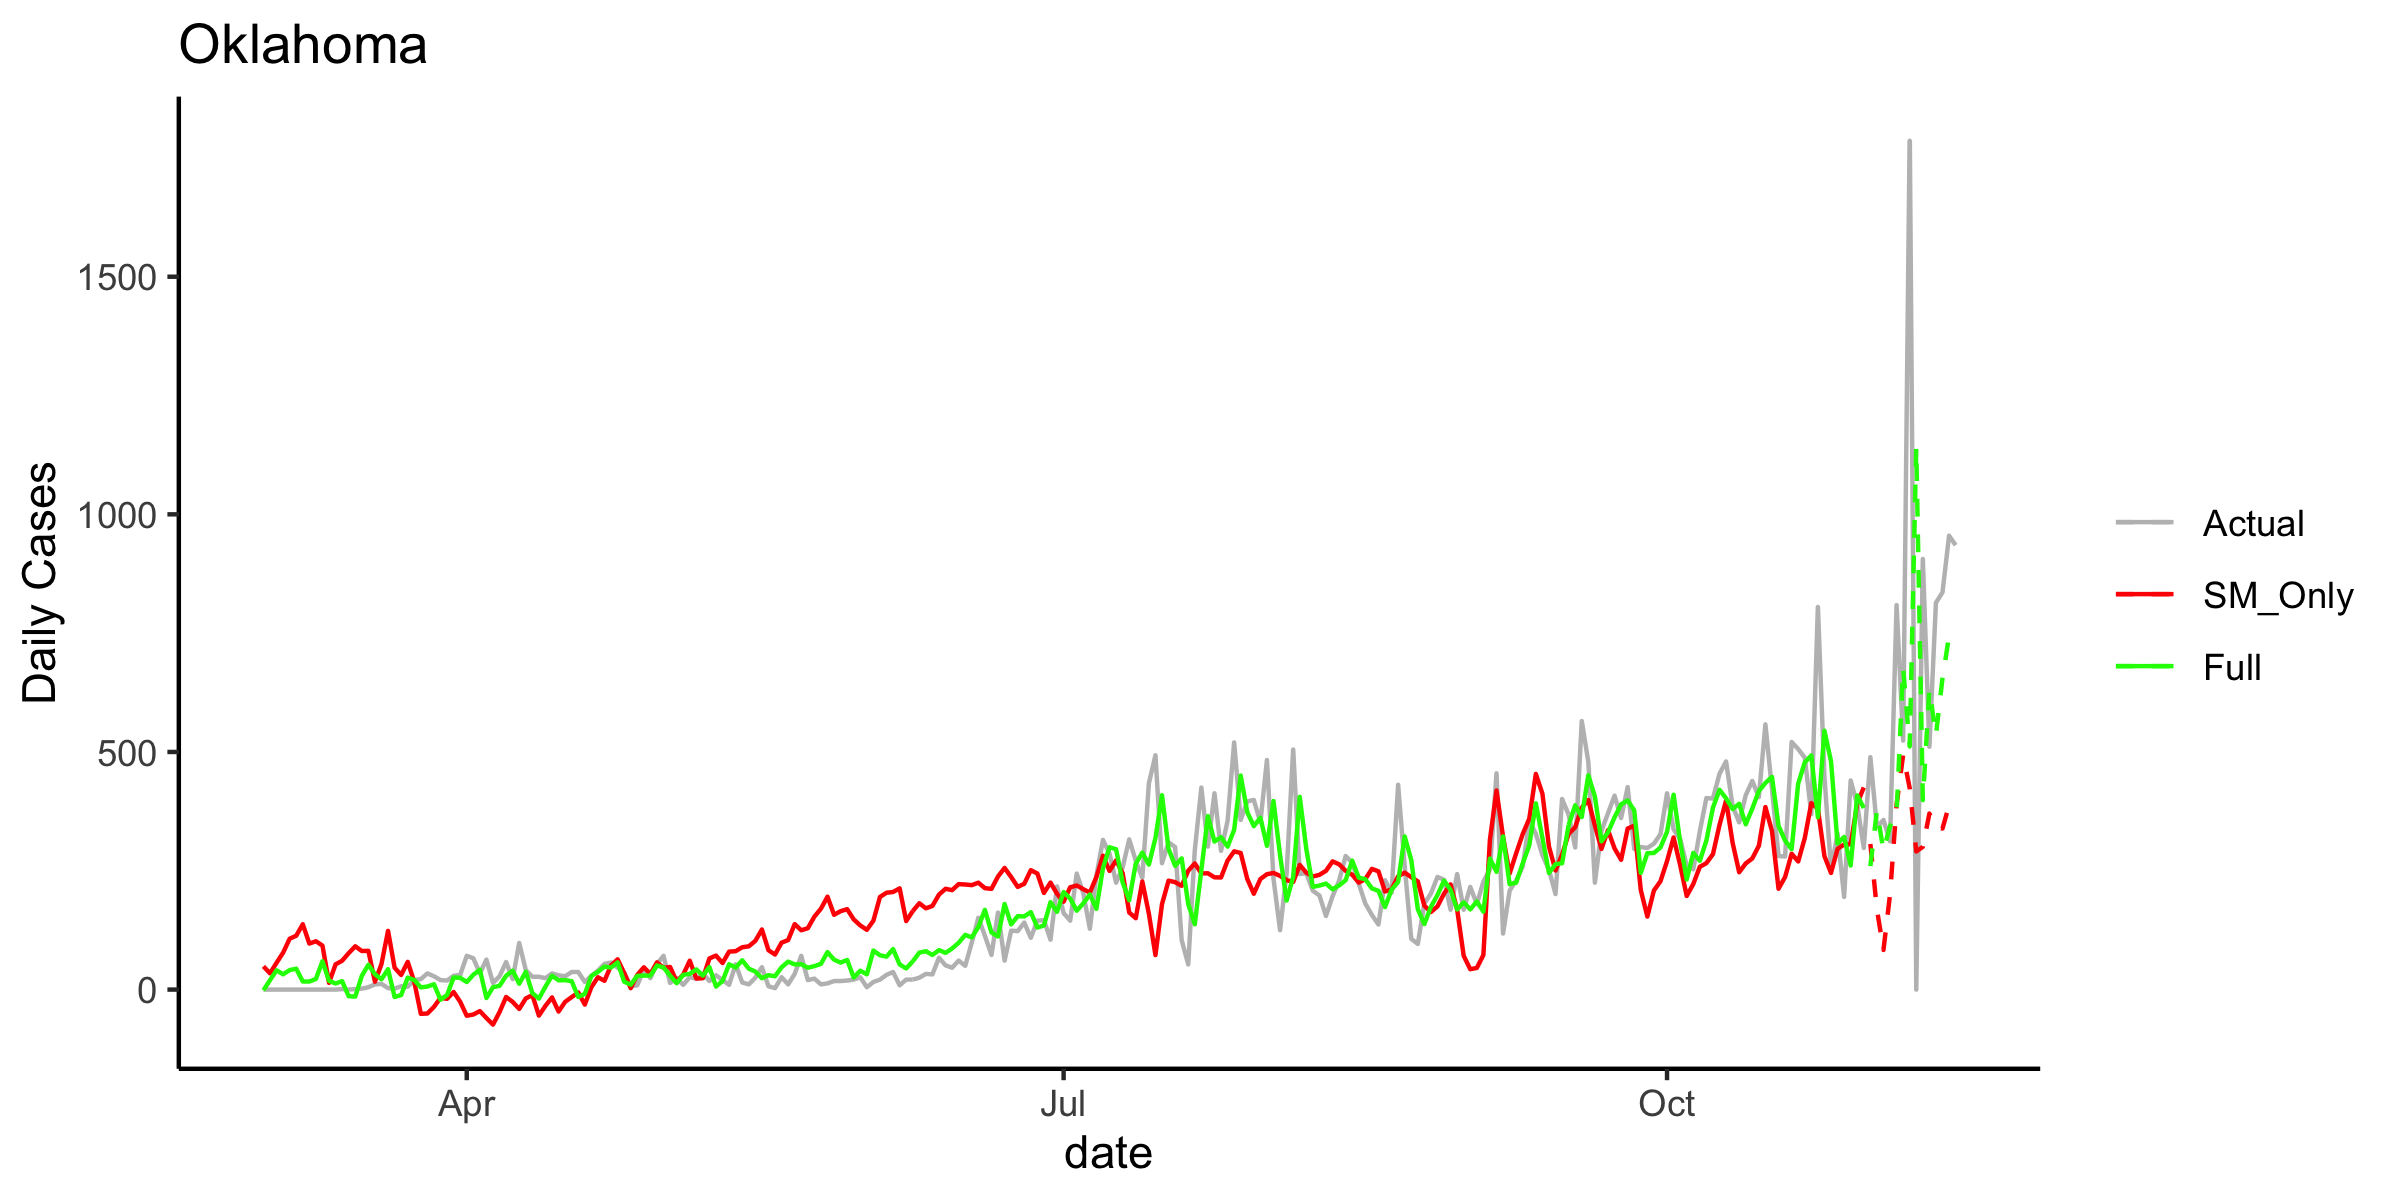 Oklahoma
Daily Cases
1500
1000
500
0
Apr
Jul
Oct
date
Actual
SM_Only
Full